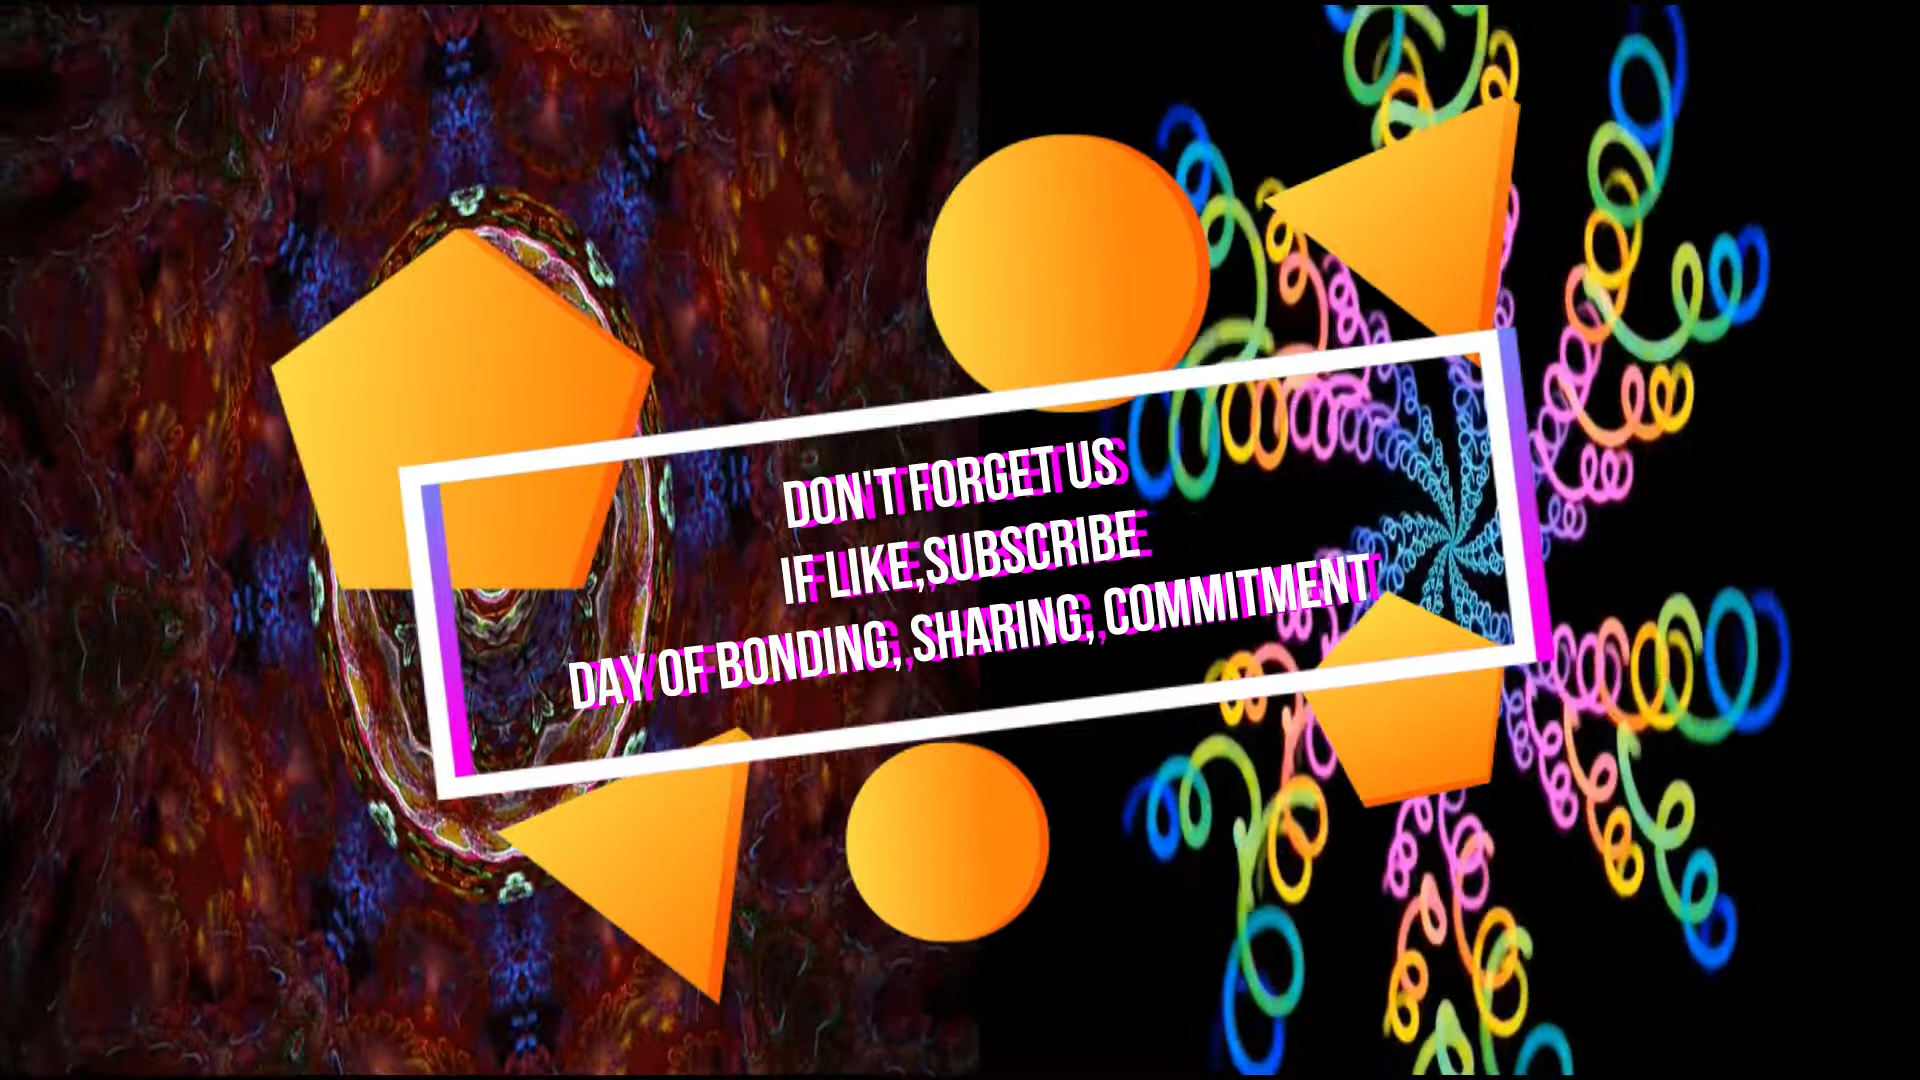 DON'T FORGET US
IF LIKE,SUBSCRIBE
DAY OF BONDING, SHARING, COMMITMENT